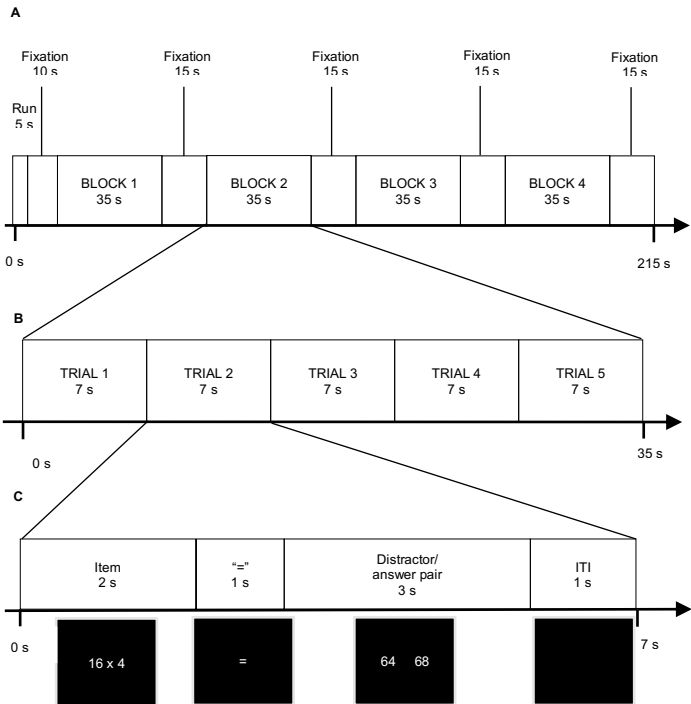 A
Fixation
10 s
Fixation
15 s
Fixation
15 s
Fixation
15 s
Fixation
15 s
Run
5 s
BLOCK 1
35 s
BLOCK 2
35 s
BLOCK 3
35 s
BLOCK 4
35 s
0 s
215 s
B
TRIAL 1
7 s
TRIAL 2
7 s
TRIAL 3
7 s
TRIAL 4
7 s
TRIAL 5
7 s
0 s
35 s
C
Item
2 s
“=”
1 s
Distractor/
answer pair
3 s
ITI
1 s
0 s
7 s
16 x 4
=
64 68